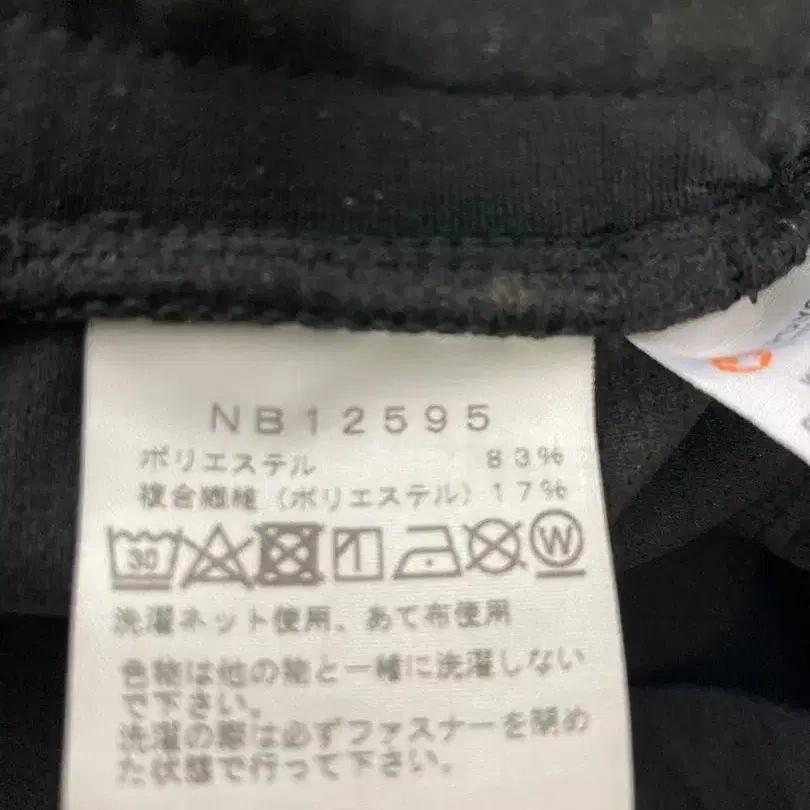 NB12595
ポリエステル 83%
複合繊維(ポリエステル)17%
30 W
洗濯ネット使用、あて布使用
色物は他の物と一緒に洗濯しない
で下さい。
洗濯の際は必ずファスナーを閉め
た状態で行って下さい。